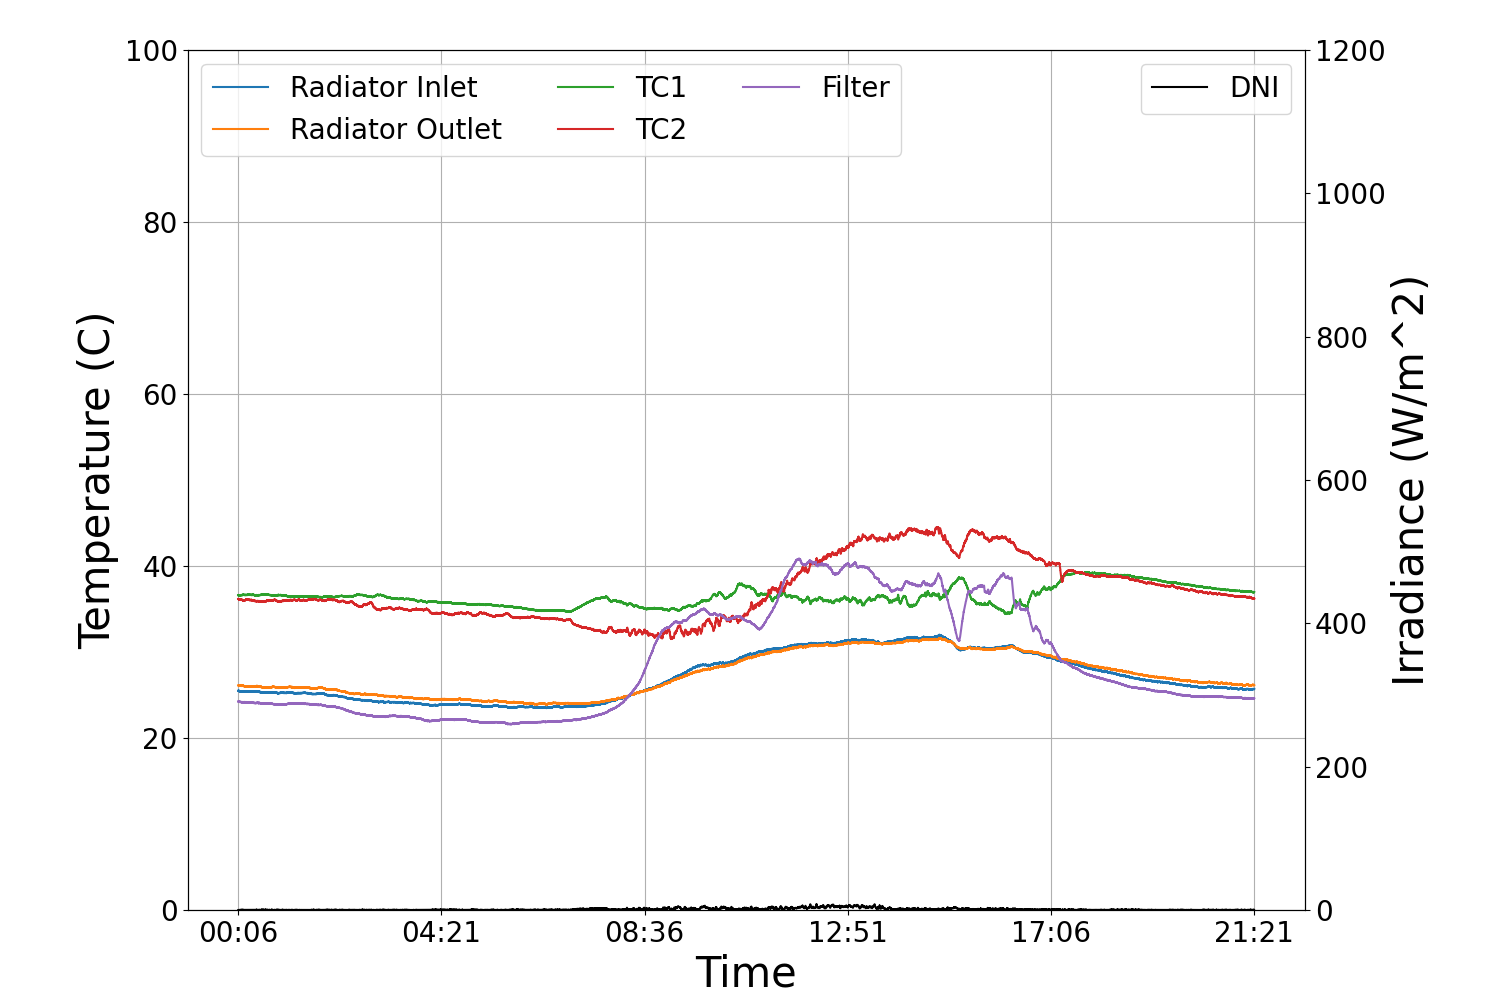 100
80
60
40
20
0
Temperature (C)
Radiator Inlet
Radiator Outlet
TC1
TC2
Filter
DNI
1200
1000
800
600
400
200
0
Irradiance (W/m^2)
00:06 04:21 08:36 12:51 17:06 21:21
Time